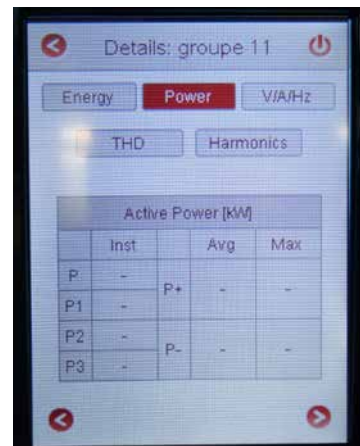 Details: groupe 11
Energy Power V/A/Hz
THD Harmonics
Active Power [kW]
Inst Avg Max
P - P+ - -
P1 -
P2 - P- - -
P3 -